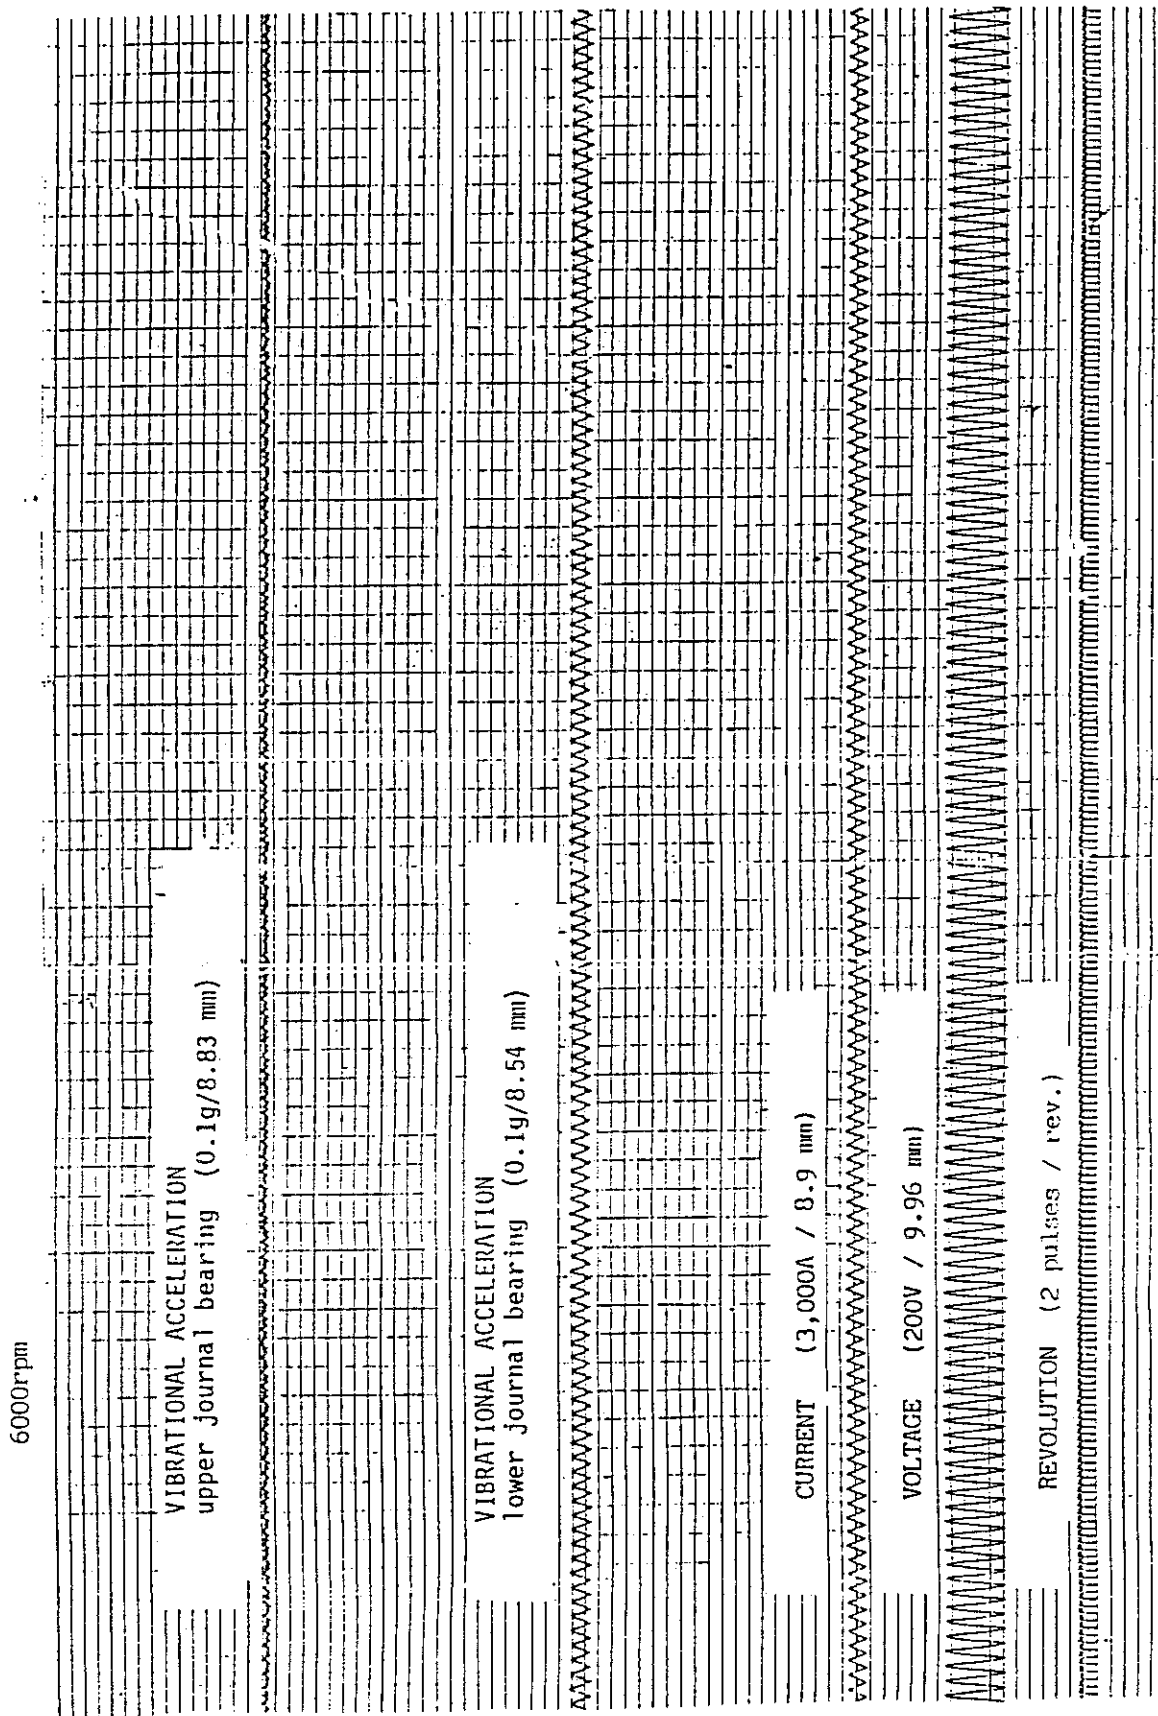 6000rpm
VIBRATIONAL ACCELERATION
upper journal bearing (0.1g/8.83 mm)
VIBRATIONAL ACCELERATION
lower journal bearing (0.1g/8.54 mm)
CURRENT (3,000A / 8.9 mm)
VOLTAGE (200V / 9.96 mm)
REVOLUTION (2 pulses / rev.)